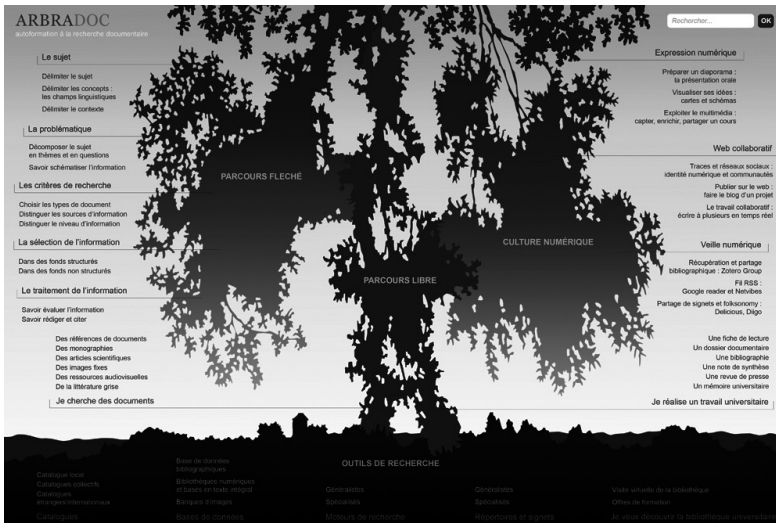 ARBRADOC
autoformation à la recherche documentaire
Rechercher...
OK
Le sujet
Délimiter le sujet
Délimiter les concepts :
les champs linguistiques
Délimiter le contexte
La problématique
Décomposer le sujet
en thèmes et en questions
Savoir schématiser l'information
Les critères de recherche
Choisir les types de document
Distinguer les sources d'information
Distinguer le niveau d'information
La sélection de l'information
Dans des fonds structurés
Dans des fonds non structurés
Le traitement de l'information
Savoir évaluer l'information
Savoir rédiger et citer
Des références de documents
Des monographies
Des articles scientifiques
Des images fixes
Des ressources audiovisuelles
De la littérature grise
Je cherche des documents
PARCOURS FLECHÉ
PARCOURS LIBRE
CULTURE NUMÉRIQUE
Expression numérique
Préparer un diaporama :
la présentation orale
Visualiser ses idées :
cartes et schémas
Exploiter le multimédia :
capter, enrichir, partager un cours
Web collaboratif
Traces et réseaux sociaux :
identité numérique et communautés
Publier sur le web :
faire le blog d'un projet
Le travail collaboratif :
écrire à plusieurs en temps réel
Veille numérique
Récupération et partage
bibliographique : Zotero Group
Fil RSS :
Google reader et Netvibes
Partage de signets et folksonomy :
Delicious, Diigo
Une fiche de lecture
Un dossier documentaire
Une bibliographie
Une note de synthèse
Une revue de presse
Un mémoire universitaire
Je réalise un travail universitaire
OUTILS DE RECHERCHE
Catalogue local
Catalogues collectifs
Catalogues
étrangers/internationaux
Catalogues
Base de données
bibliographiques
Bibliothèques numériques
et bases en texte intégral
Banques d'images
Bases de données
Généralistes
Spécialisés
Moteurs de recherche
Généralistes
Spécialisés
Répertoires et signets
Visite virtuelle de la bibliothèque
Offres de formation
Je veux découvrir la bibliothèque universitaire